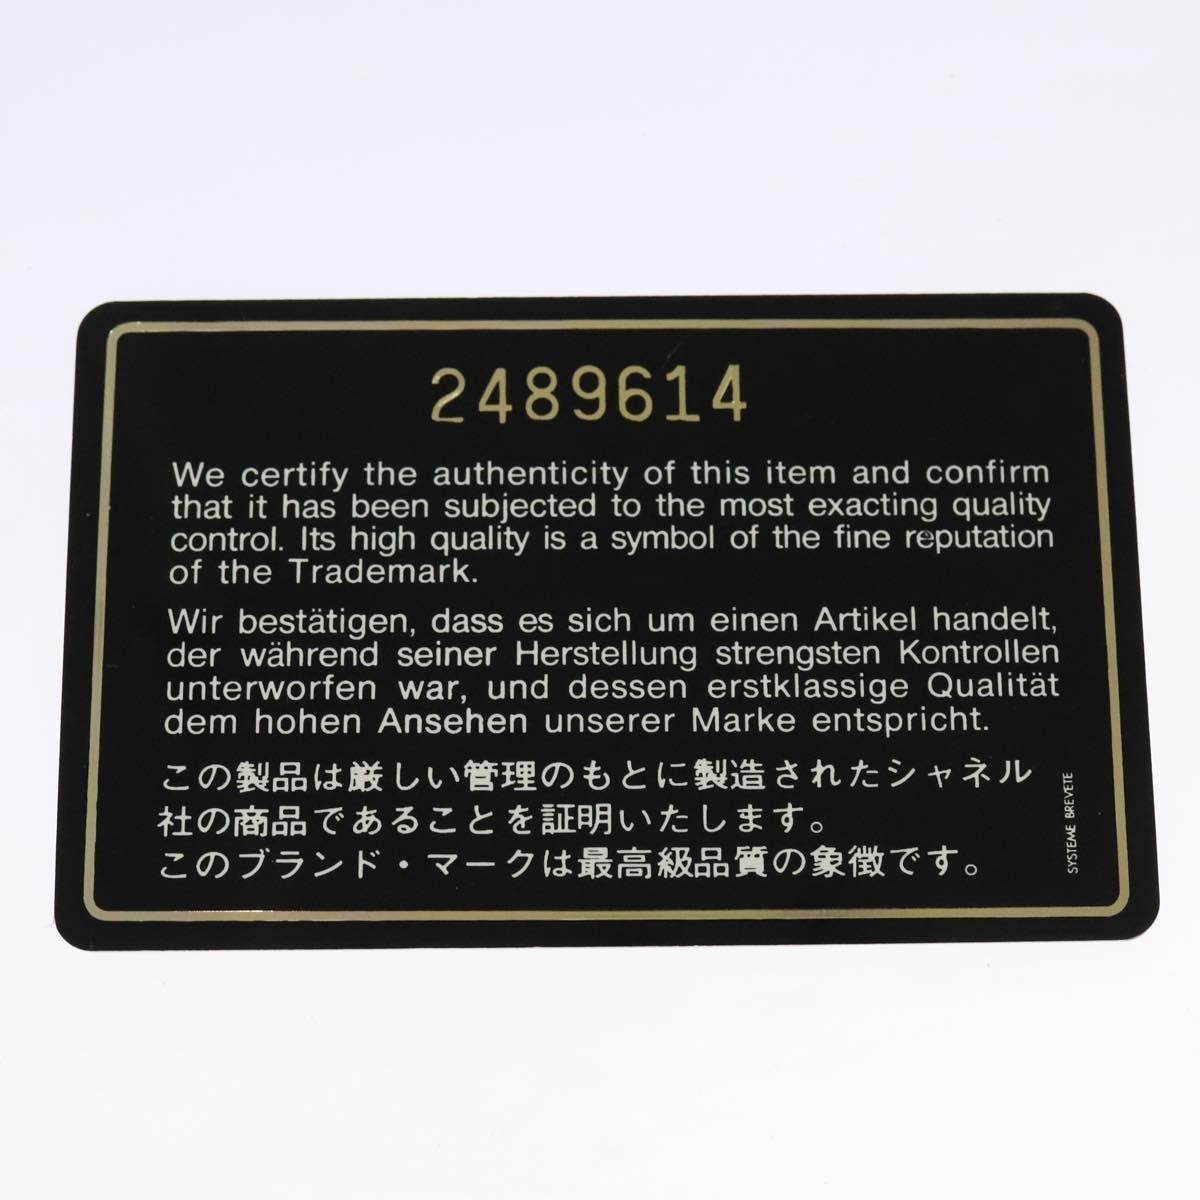 2489614
We certify the authenticity of this item and confirm
that it has been subjected to the most exacting quality
control. Its high quality is a symbol of the fine reputation
of the Trademark.
Wir bestätigen, dass es sich um einen Artikel handelt,
der während seiner Herstellung strengsten Kontrollen
unterworfen war, und dessen erstklassige Qualität
dem hohen Ansehen unserer Marke entspricht.
この製品は厳しい管理のもとに製造されたシャネル
社の商品であることを証明いたします。
このブランド・マークは最高級品質の象徴です。
SYSTEME BREVETE